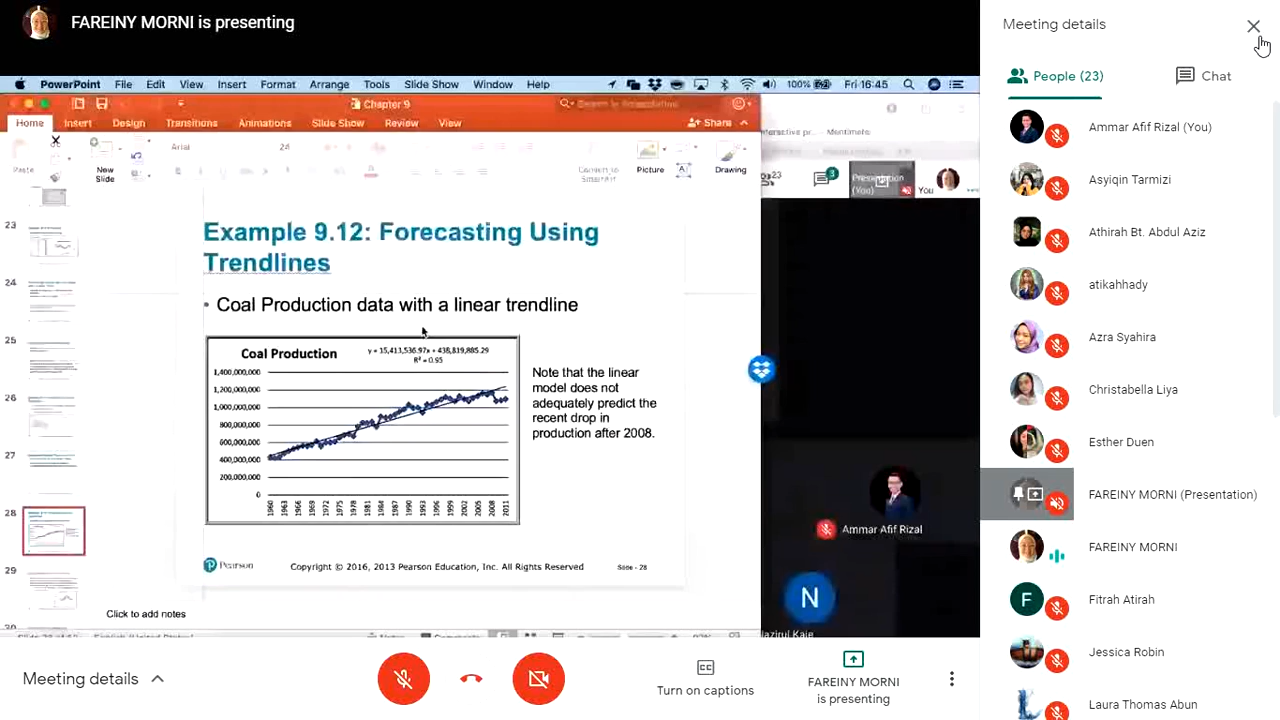 FAREINY MORNI is presenting
PowerPoint File Edit View Insert Format Arrange Tools Slide Show Window Help
100% Fri 16:45
Chapter 9
Home Insert Design Transitions Animations Slide Show Review View
Share
Arial 24
Paste
New
Slide
Convert to
SmartArt
Picture
Drawing
23
24
25
26
27
28
29
30
Example 9.12: Forecasting Using
Trendlines
• Coal Production data with a linear trendline
Coal Production
y = 15,413,536.97x + 438,819,885.29
R² = 0.95
1,400,000,000
1,200,000,000
1,000,000,000
800,000,000
600,000,000
400,000,000
200,000,000
0
1960 1963 1966 1969 1972 1975 1978 1981 1984 1987 1990 1993 1996 1999 2002 2005 2008 2011
Note that the linear
model does not
adequately predict the
recent drop in
production after 2008.
Pearson
Copyright © 2016, 2013 Pearson Education, Inc. All Rights Reserved
Slide - 28
Click to add notes
23
3
Presentation
(You)
You
Ammar Afif Rizal
N
Meeting details
Turn on captions
FAREINY MORNI
is presenting
Meeting details
People (23)
Chat
Ammar Afif Rizal (You)
Asyiqin Tarmizi
Athirah Bt. Abdul Aziz
atikahhady
Azra Syahira
Christabella Liya
Esther Duen
FAREINY MORNI (Presentation)
FAREINY MORNI
F
Fitrah Atirah
Jessica Robin
Laura Thomas Abun